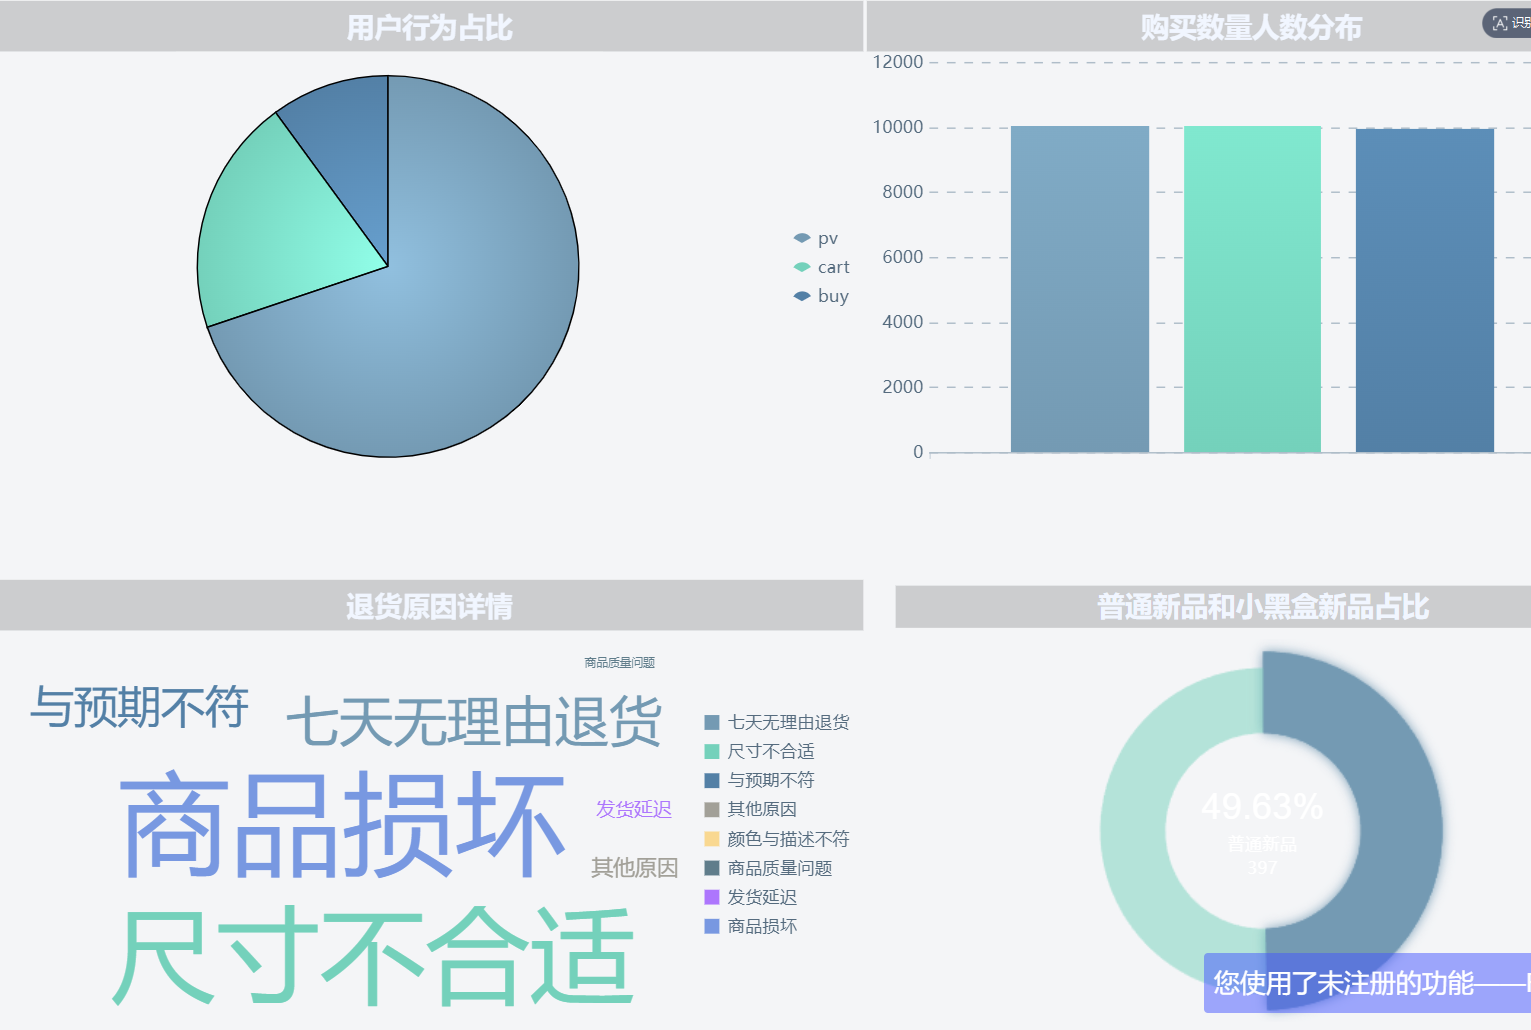 用户行为占比
pv
cart
buy
购买数量人数分布
识别
12000
10000
8000
6000
4000
2000
0
退货原因详情
商品质量问题
与预期不符
七天无理由退货
商品损坏
发货延迟
其他原因
尺寸不合适
七天无理由退货
尺寸不合适
与预期不符
其他原因
颜色与描述不符
商品质量问题
发货延迟
商品损坏
普通新品和小黑盒新品占比
49.63%
普通新品
397
您使用了未注册的功能——